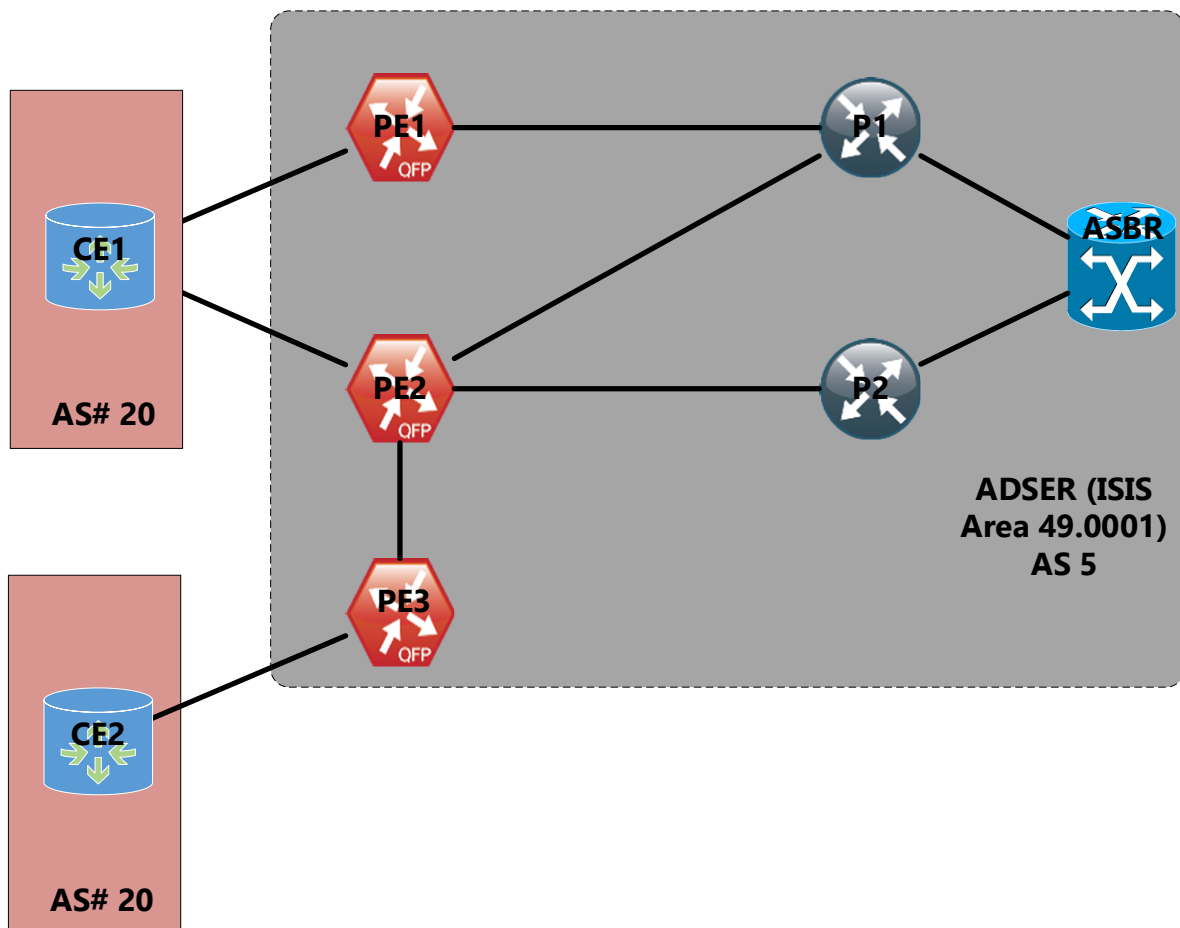 PE1
QFP
P1
CE1
ASBR
PE2
QFP
P2
AS# 20
ADSER (ISIS
Area 49.0001)
AS 5
PE3
QFP
CE2
AS# 20